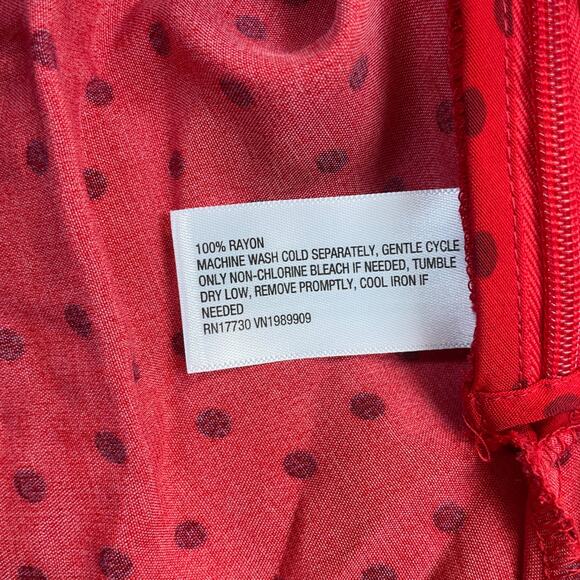 100% RAYON
MACHINE WASH COLD SEPARATELY, GENTLE CYCLE
ONLY NON-CHLORINE BLEACH IF NEEDED, TUMBLE
DRY LOW, REMOVE PROMPTLY, COOL IRON IF
NEEDED
RN17730 VN1989909